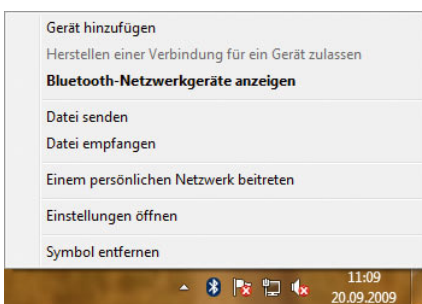 Gerät hinzufügen
Herstellen einer Verbindung für ein Gerät zulassen
Bluetooth-Netzwerkgeräte anzeigen
Datei senden
Datei empfangen
Einem persönlichen Netzwerk beitreten
Einstellungen öffnen
Symbol entfernen
11:09
20.09.2009